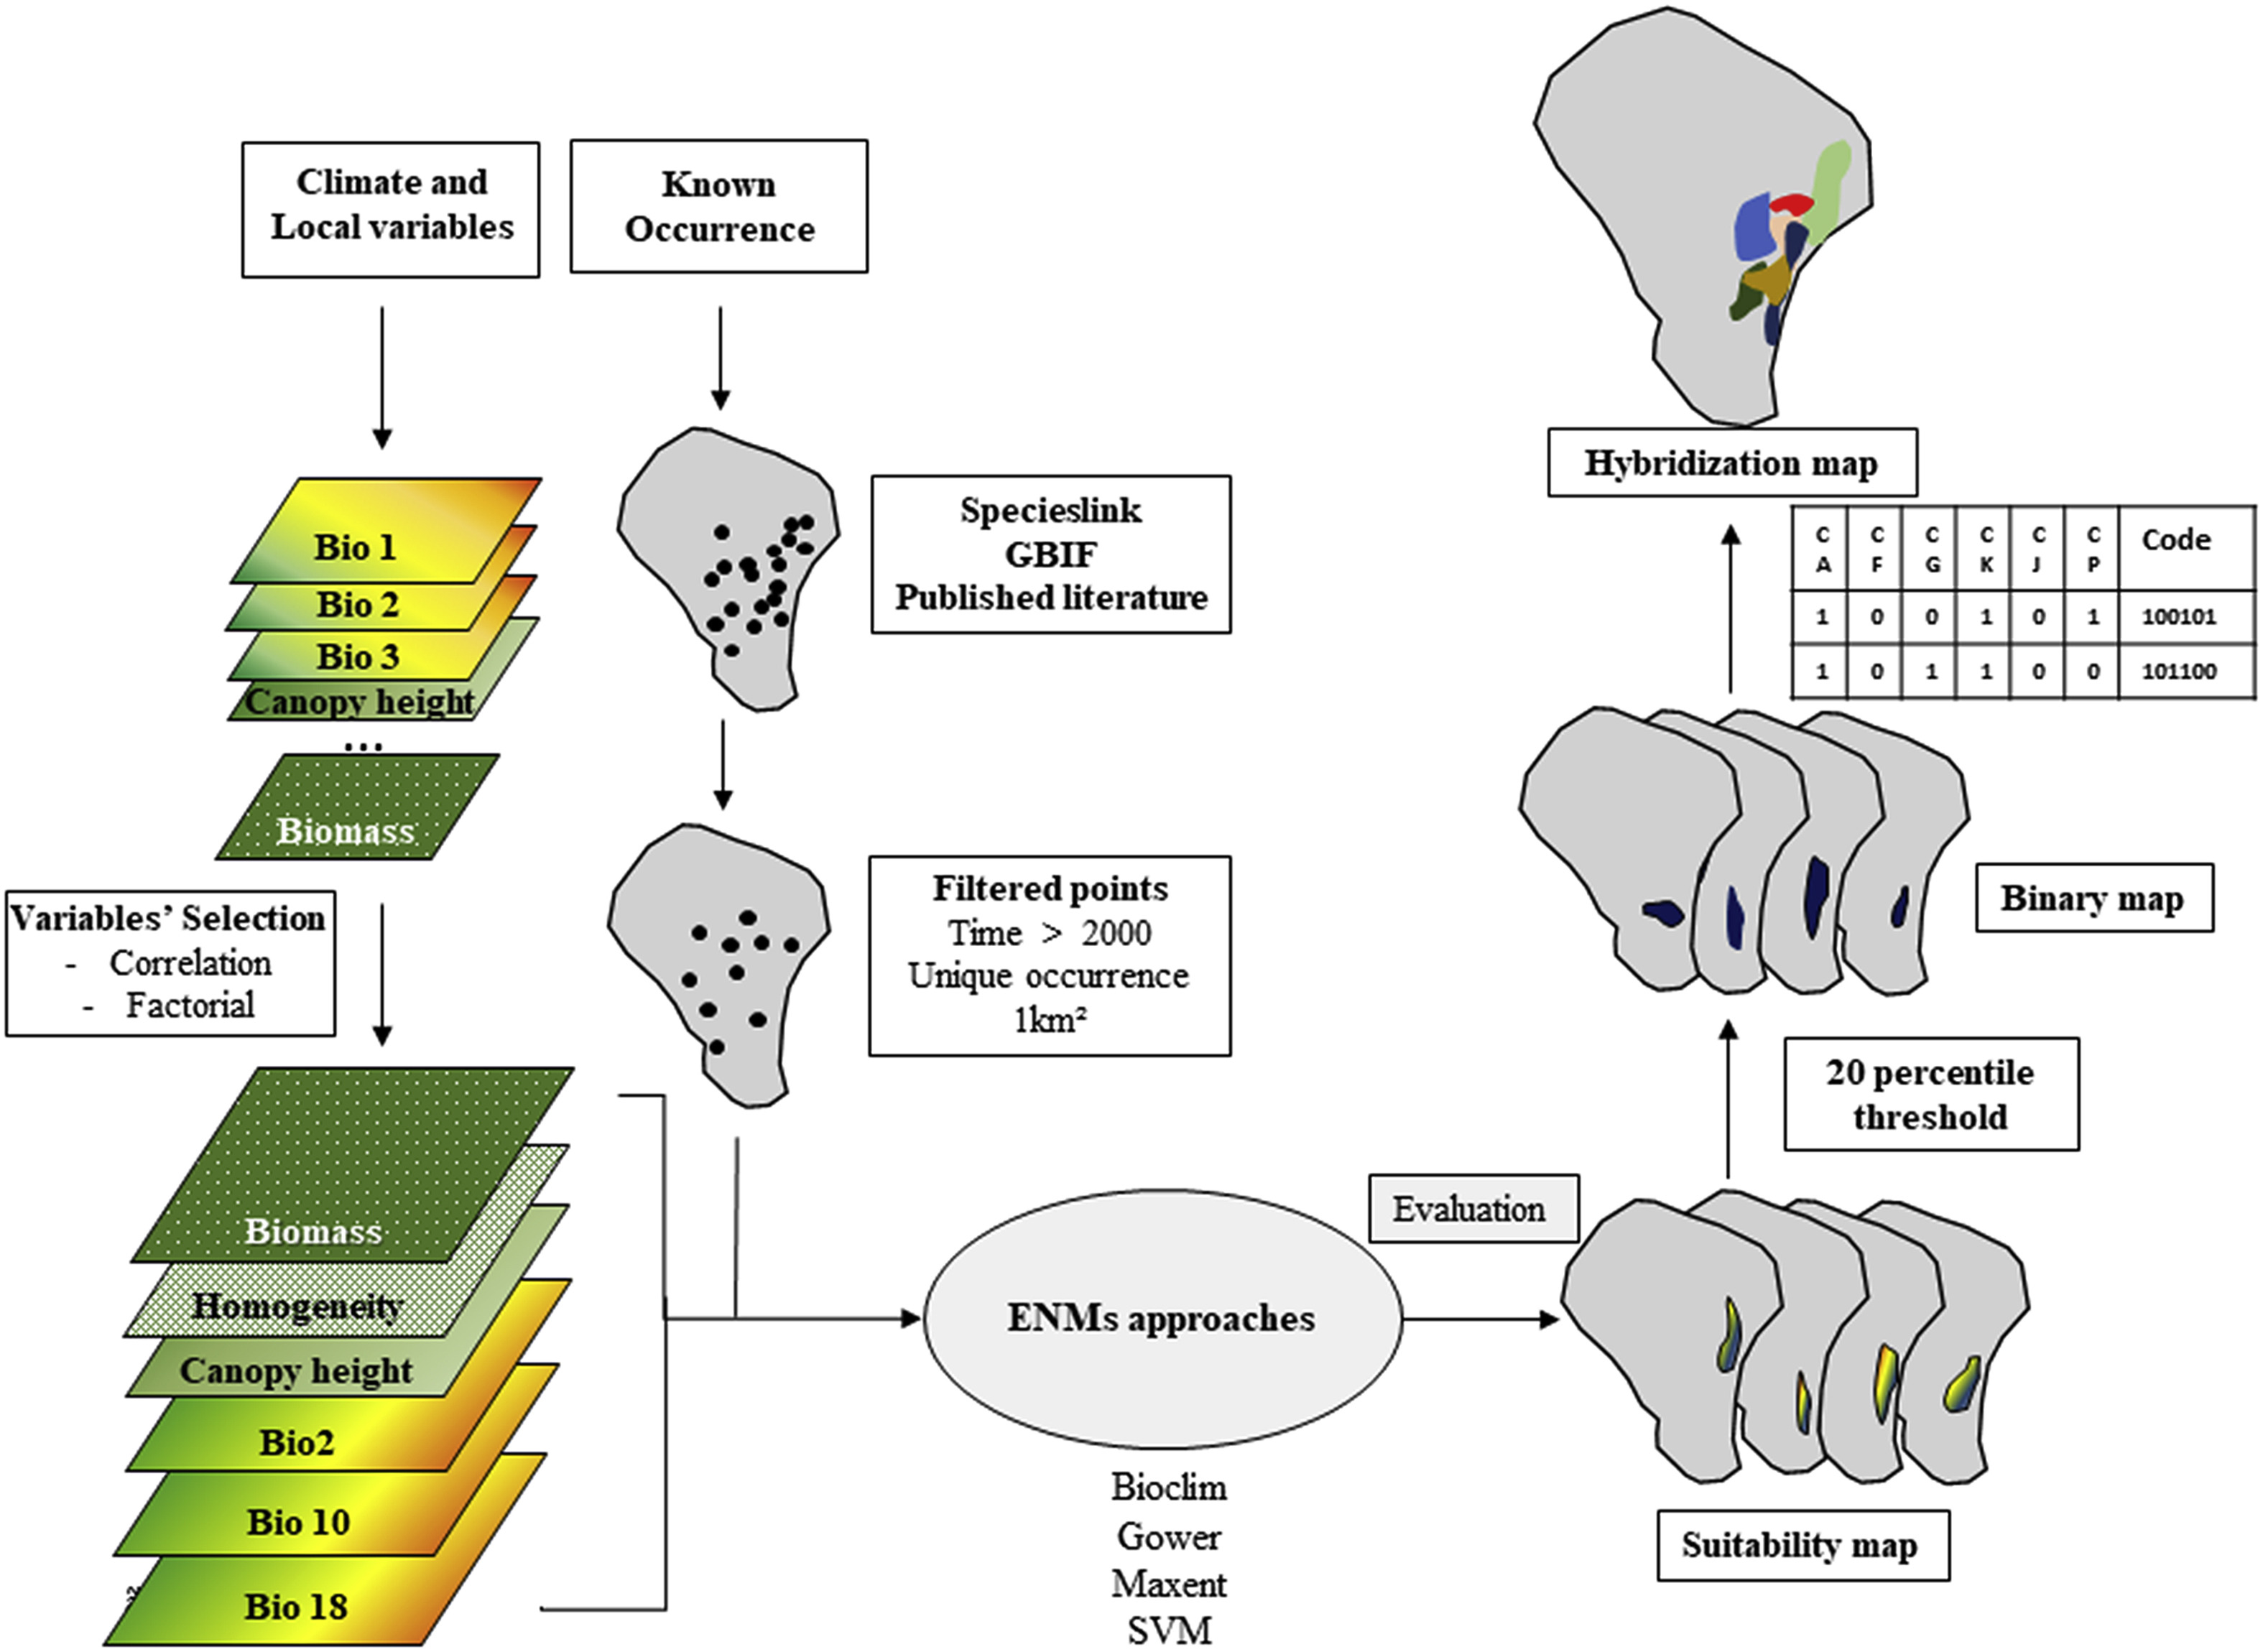 Climate and
Local variables
Known
Occurrence
Bio 1
Bio 2
Bio 3
Canopy height
...
Biomass
Specieslink
GBIF
Published literature
Variables’ Selection
- Correlation
- Factorial
Filtered points
Time > 2000
Unique occurrence
1km²
Biomass
Homogeneity
Canopy height
Bio2
Bio 10
Bio 18
ENMs approaches
Bioclim
Gower
Maxent
SVM
Evaluation
Suitability map
20 percentile
threshold
Binary map
C C C C C C Code
A F G K J P
1 0 0 1 0 1 100101
1 0 1 1 0 0 101100
Hybridization map